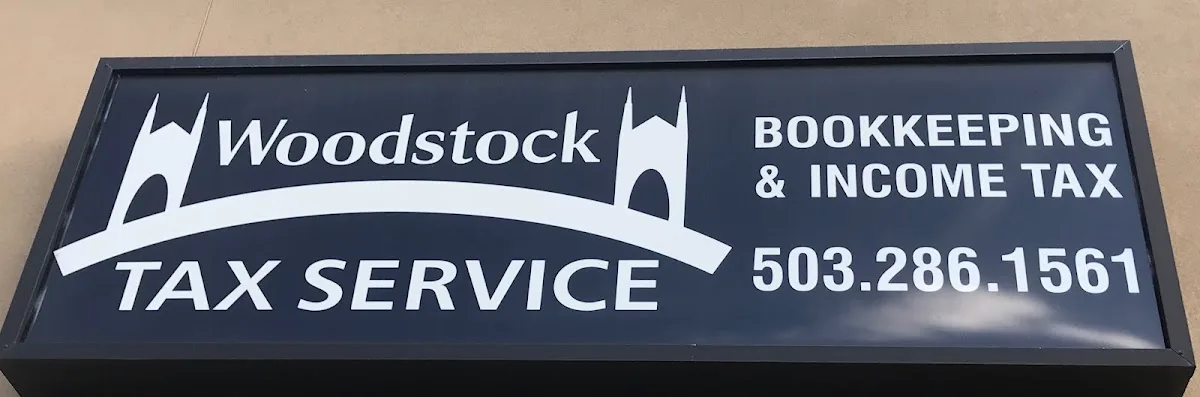 Woodstock
TAX SERVICE
BOOKKEEPING
& INCOME TAX
503.286.1561